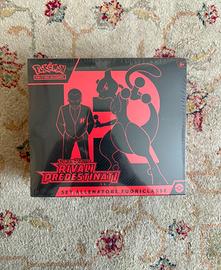 Pokémon
RIVALI
PREDESTINATI
SET ALLENATORE FUORICLASSE